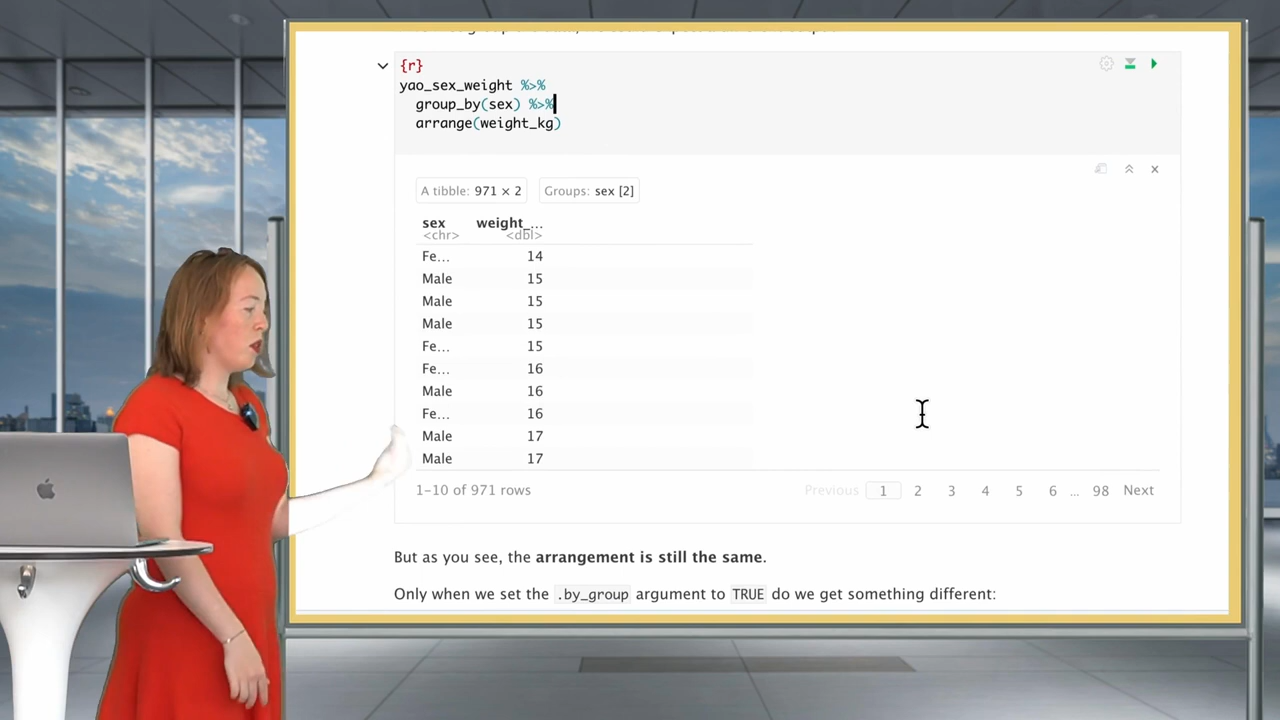 {r}
yao_sex_weight %>%
group_by(sex) %>%
arrange(weight_kg)
A tibble: 971 × 2 Groups: sex [2]
sex weight_...
<chr> <dbl>
Fe... 14
Male 15
Male 15
Male 15
Fe... 15
Fe... 16
Male 16
Fe... 16
Male 17
Male 17
1-10 of 971 rows Previous 1 2 3 4 5 6 ... 98 Next
But as you see, the arrangement is still the same.
Only when we set the .by_group argument to TRUE do we get something different: